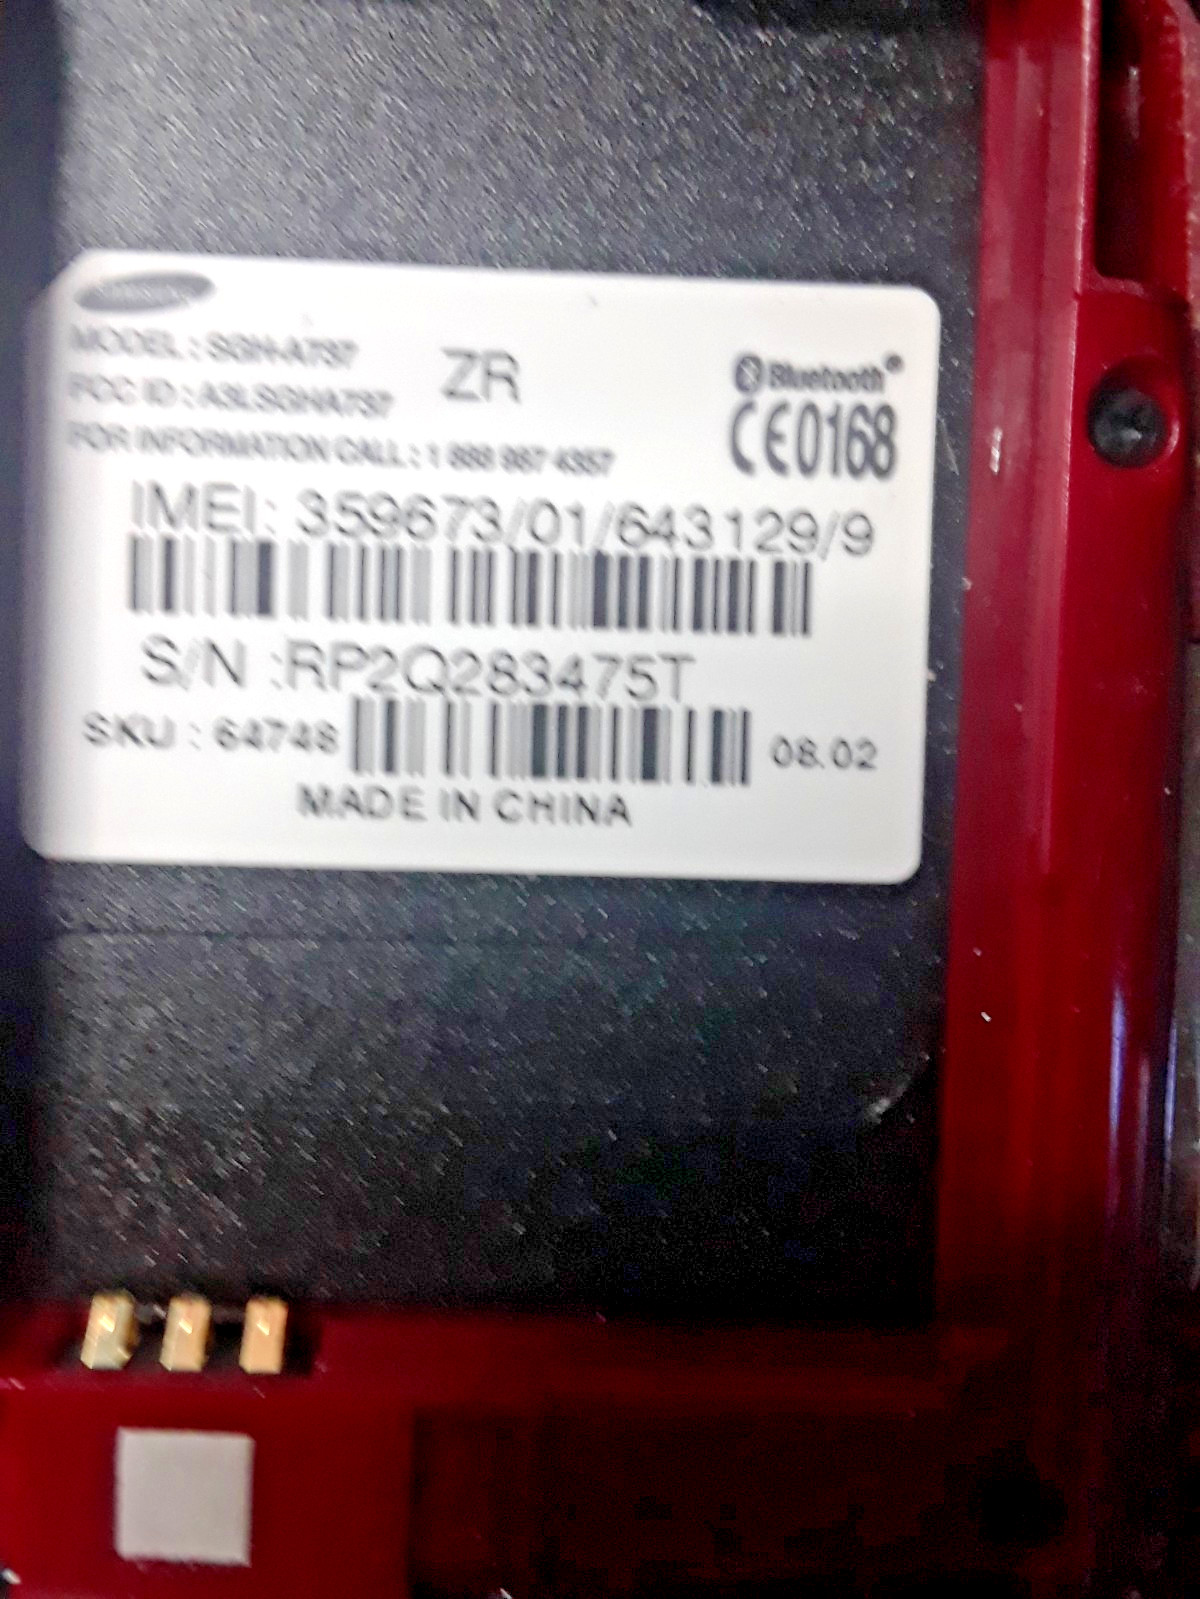 SAMSUNG
MODEL : SGH-A737
FCC ID : A3LSGHA737
ZR
Bluetooth®
CE0168
FOR INFORMATION CALL : 1 888 987 4357
IMEI: 359673/01/643129/9
S/N :RP2Q283475T
SKU : 64748
08.02
MADE IN CHINA